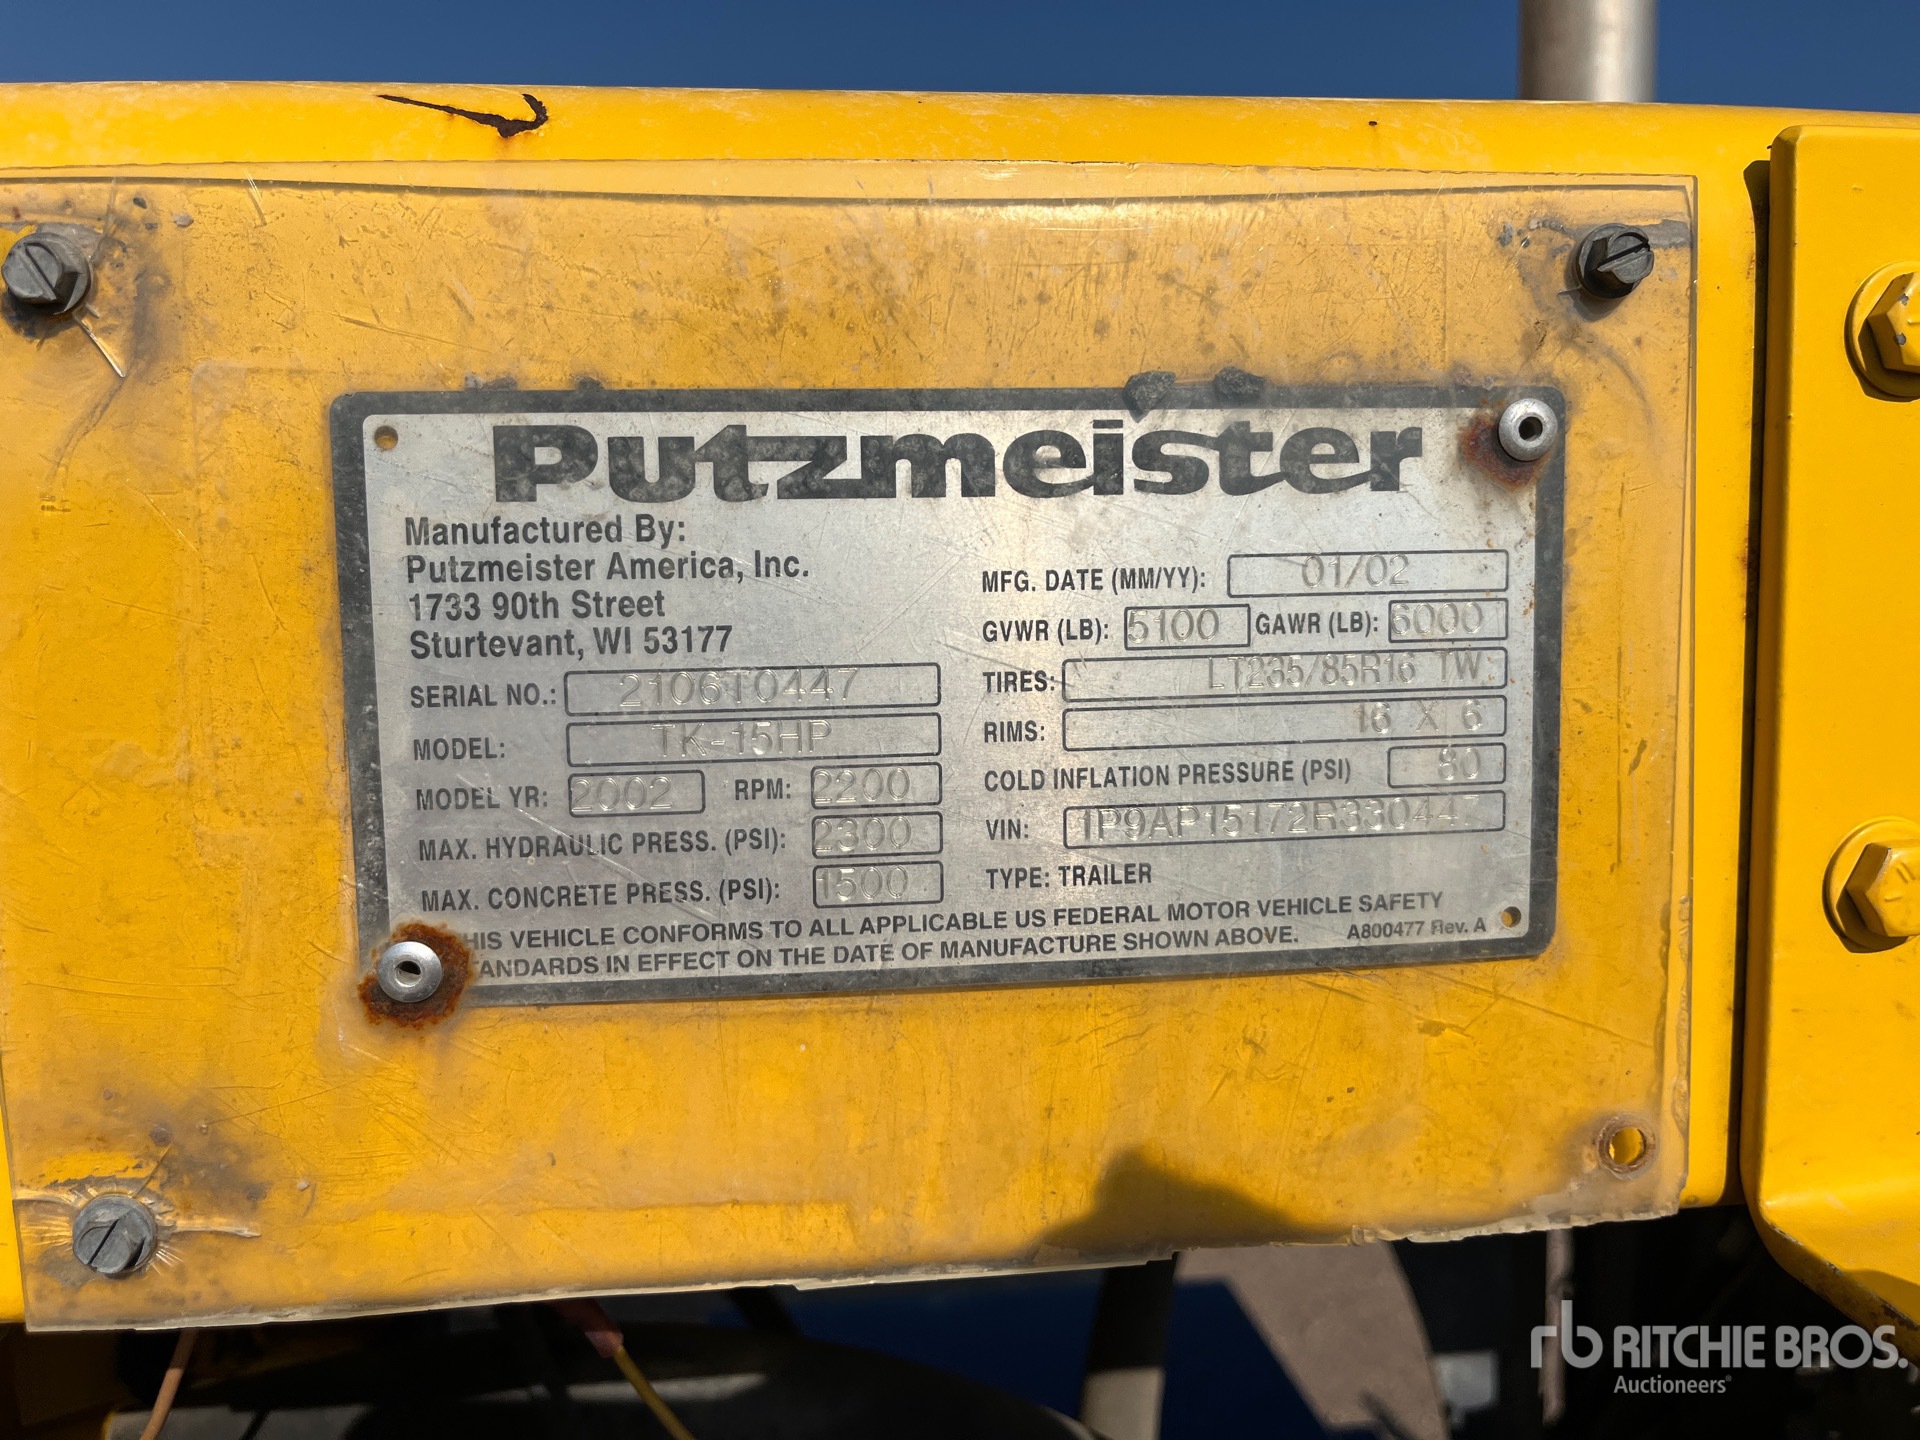 Putzmeister
Manufactured By:
Putzmeister America, Inc.
1733 90th Street
Sturtevant, WI 53177
SERIAL NO.: 2106T0447
MODEL: TK-15HP
MODEL YR: 2002 RPM: 2200
MAX. HYDRAULIC PRESS. (PSI): 2300
MAX. CONCRETE PRESS. (PSI): 1500
MFG. DATE (MM/YY): 01/02
GVWR (LB): 5100 GAWR (LB): 6000
TIRES: LT235/85R16 TW
RIMS: 16 X 6
COLD INFLATION PRESSURE (PSI) 80
VIN: 1P9AP15172R330447
TYPE: TRAILER
HIS VEHICLE CONFORMS TO ALL APPLICABLE US FEDERAL MOTOR VEHICLE SAFETY
TANDARDS IN EFFECT ON THE DATE OF MANUFACTURE SHOWN ABOVE. A800477 Rev. A
rb RITCHIE BROS.
Auctioneers